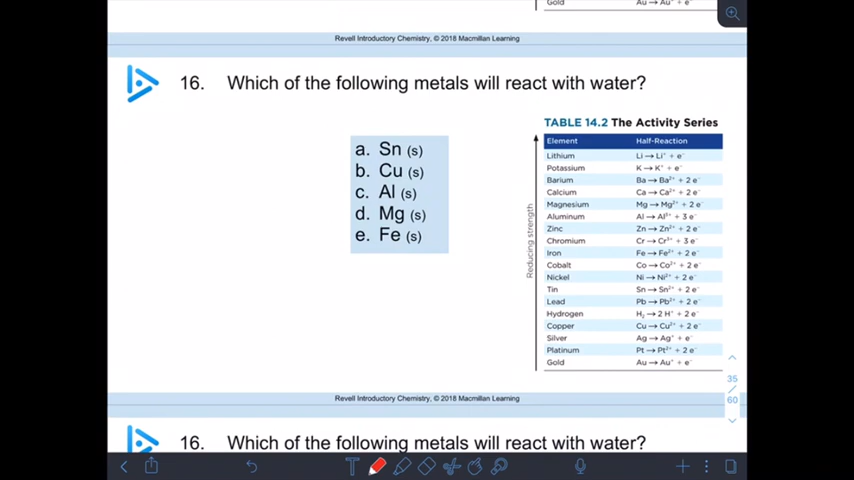 Gold Au → Au⁺ + e⁻
Revell Introductory Chemistry, © 2018 Macmillan Learning
16. Which of the following metals will react with water?
a. Sn (s)
b. Cu (s)
c. Al (s)
d. Mg (s)
e. Fe (s)
TABLE 14.2 The Activity Series
Element Half-Reaction
Lithium Li → Li⁺ + e⁻
Potassium K → K⁺ + e⁻
Barium Ba → Ba²⁺ + 2 e⁻
Calcium Ca → Ca²⁺ + 2 e⁻
Magnesium Mg → Mg²⁺ + 2 e⁻
Aluminum Al → Al³⁺ + 3 e⁻
Zinc Zn → Zn²⁺ + 2 e⁻
Chromium Cr → Cr³⁺ + 3 e⁻
Iron Fe → Fe²⁺ + 2 e⁻
Cobalt Co → Co²⁺ + 2 e⁻
Nickel Ni → Ni²⁺ + 2 e⁻
Tin Sn → Sn²⁺ + 2 e⁻
Lead Pb → Pb²⁺ + 2 e⁻
Hydrogen H₂ → 2 H⁺ + 2 e⁻
Copper Cu → Cu²⁺ + 2 e⁻
Silver Ag → Ag⁺ + e⁻
Platinum Pt → Pt²⁺ + 2 e⁻
Gold Au → Au⁺ + e⁻
Reducing strength
35
/
60
Revell Introductory Chemistry, © 2018 Macmillan Learning
16. Which of the following metals will react with water?